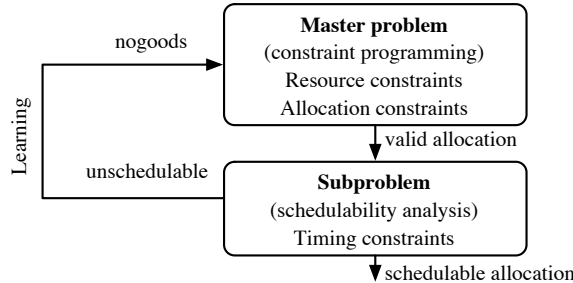 Master problem
(constraint programming)
Resource constraints
Allocation constraints
nogoods
valid allocation
Learning
unschedulable
Subproblem
(schedulability analysis)
Timing constraints
schedulable allocation